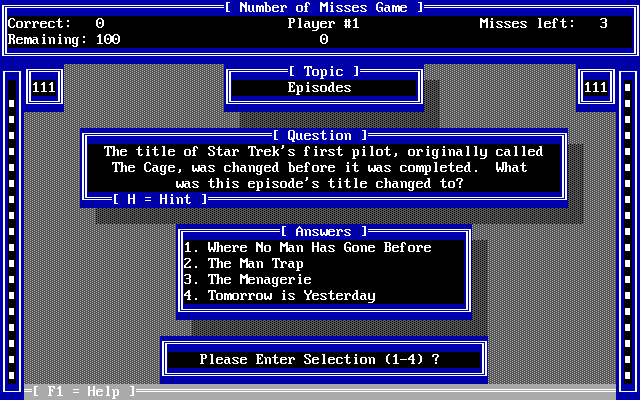 [ Number of Misses Game ]
Correct: 0 Player #1 Misses left: 3
Remaining: 100 0
111 [ Topic ] 111
Episodes
[ Question ]
The title of Star Trek's first pilot, originally called
The Cage, was changed before it was completed. What
was this episode's title changed to?
[ H = Hint ]
[ Answers ]
1. Where No Man Has Gone Before
2. The Man Trap
3. The Menagerie
4. Tomorrow is Yesterday
Please Enter Selection (1-4) ?
[ F1 = Help ]